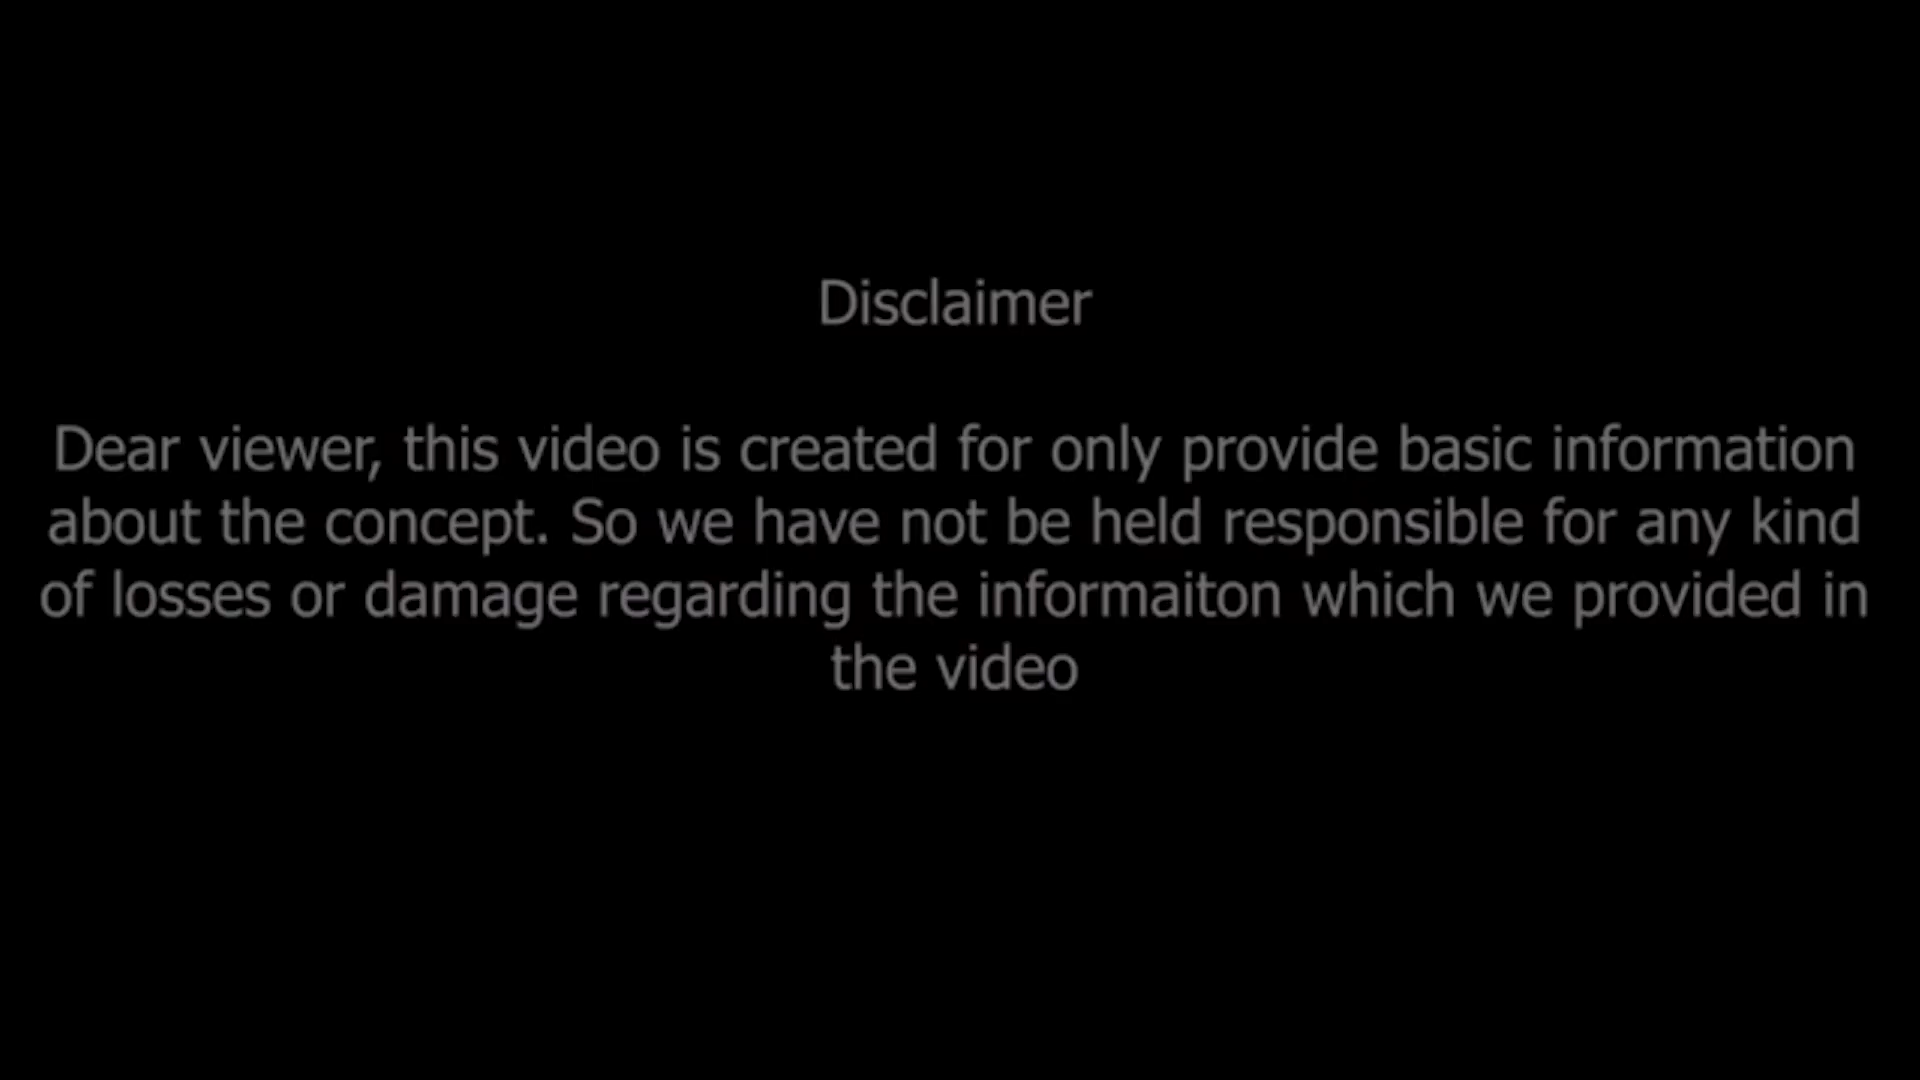 Disclaimer
Dear viewer, this video is created for only provide basic information
about the concept. So we have not be held responsible for any kind
of losses or damage regarding the informaiton which we provided in
the video